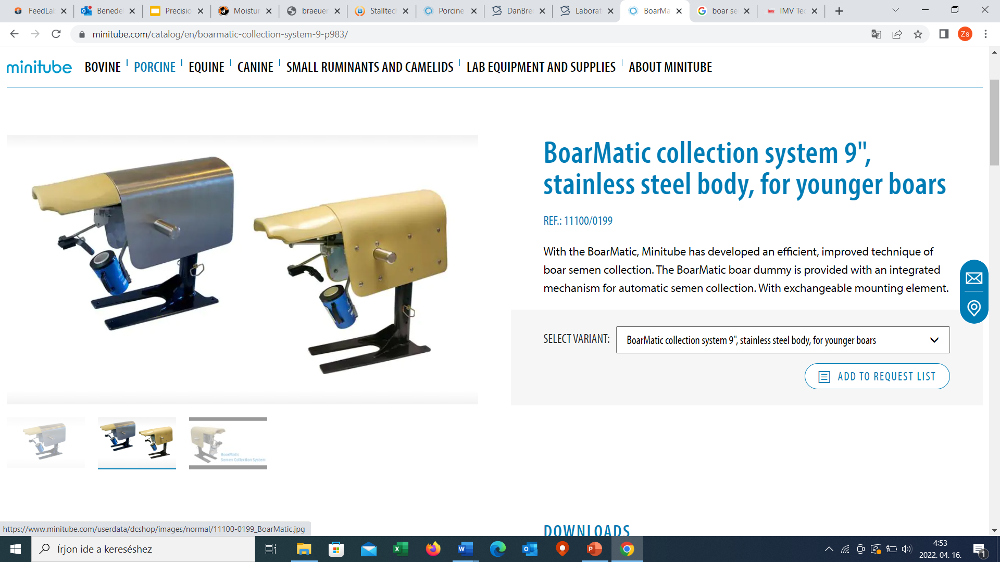 FeedLab
Benede
Precisio
Moistur
braeuer
Stalltech
Porcine
DanBree
Laborat
BoarMa
boar se
IMV Tec
minitube.com/catalog/en/boarmatic-collection-system-9-p983/
Zs
minitube BOVINE PORCINE EQUINE CANINE SMALL RUMINANTS AND CAMELIDS LAB EQUIPMENT AND SUPPLIES ABOUT MINITUBE
BoarMatic collection system 9",
stainless steel body, for younger boars
REF.: 11100/0199
With the BoarMatic, Minitube has developed an efficient, improved technique of
boar semen collection. The BoarMatic boar dummy is provided with an integrated
mechanism for automatic semen collection. With exchangeable mounting element.
SELECT VARIANT: BoarMatic collection system 9", stainless steel body, for younger boars
ADD TO REQUEST LIST
BoarMatic
Semen Collection System
DOWNLOADS
https://www.minitube.com/userdata/dcshop/images/normal/11100-0199_BoarMatic.jpg
Írjon ide a kereséshez
4:53
2022. 04. 16.
1